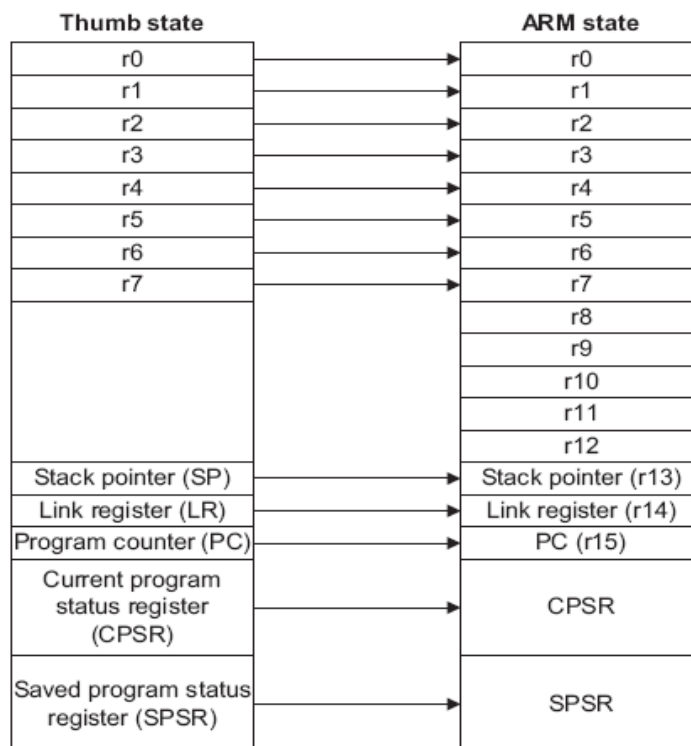 Thumb state ARM state
r0 r0
r1 r1
r2 r2
r3 r3
r4 r4
r5 r5
r6 r6
r7 r7
r8
r9
r10
r11
r12
Stack pointer (SP) Stack pointer (r13)
Link register (LR) Link register (r14)
Program counter (PC) PC (r15)
Current program
status register
(CPSR)
CPSR
Saved program status
register (SPSR)
SPSR